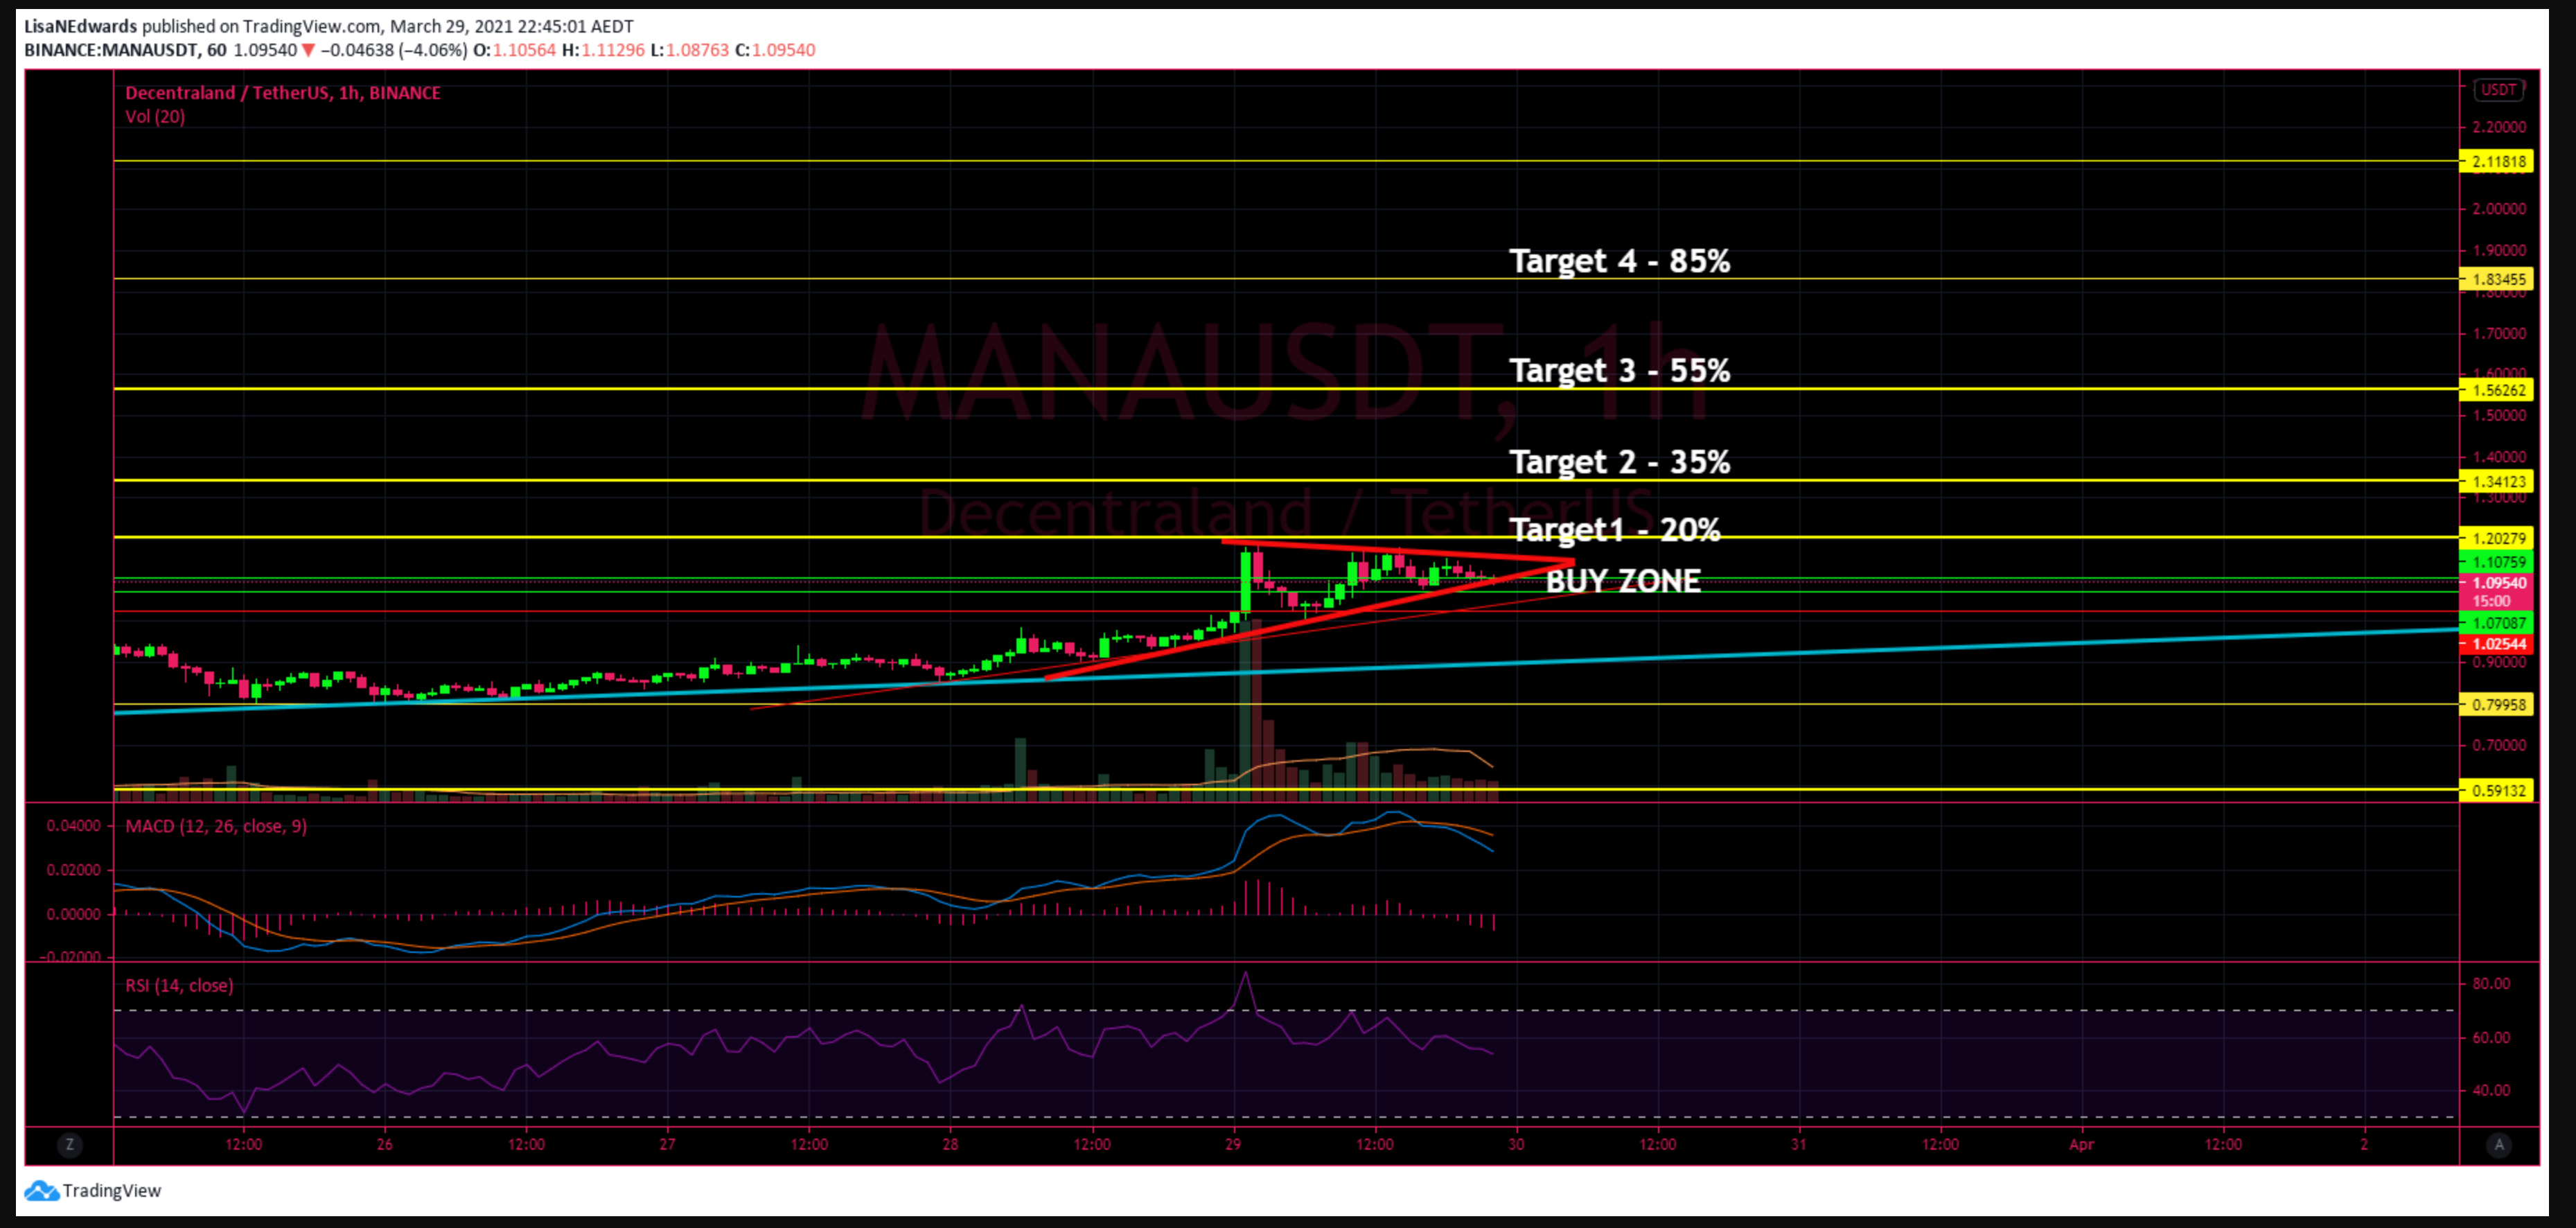 LisaNEdwards published on TradingView.com, March 29, 2021 22:45:01 AEDT
BINANCE:MANAUSDT, 60 1.09540 ▼ −0.04638 (−4.06%) O:1.10564 H:1.11296 L:1.08763 C:1.09540
Decentraland / TetherUS, 1h, BINANCE
Vol (20)
USDT
2.20000
2.11818
2.00000
1.90000
Target 4 - 85%
1.83455
1.80000
MANAUSDT, 1h
1.70000
Target 3 - 55%
1.60000
1.56262
1.50000
1.40000
Target 2 - 35%
1.34123
1.30000
Decentraland / TetherUS
Target1 - 20%
1.20279
1.10759
BUY ZONE
1.09540
15:00
1.07087
1.02544
0.90000
0.79958
0.70000
0.59132
MACD (12, 26, close, 9)
0.04000
0.02000
0.00000
−0.02000
RSI (14, close)
80.00
60.00
40.00
Z 12:00 26 12:00 27 12:00 28 12:00 29 12:00 30 12:00 31 12:00 Apr 12:00 2 A
TradingView